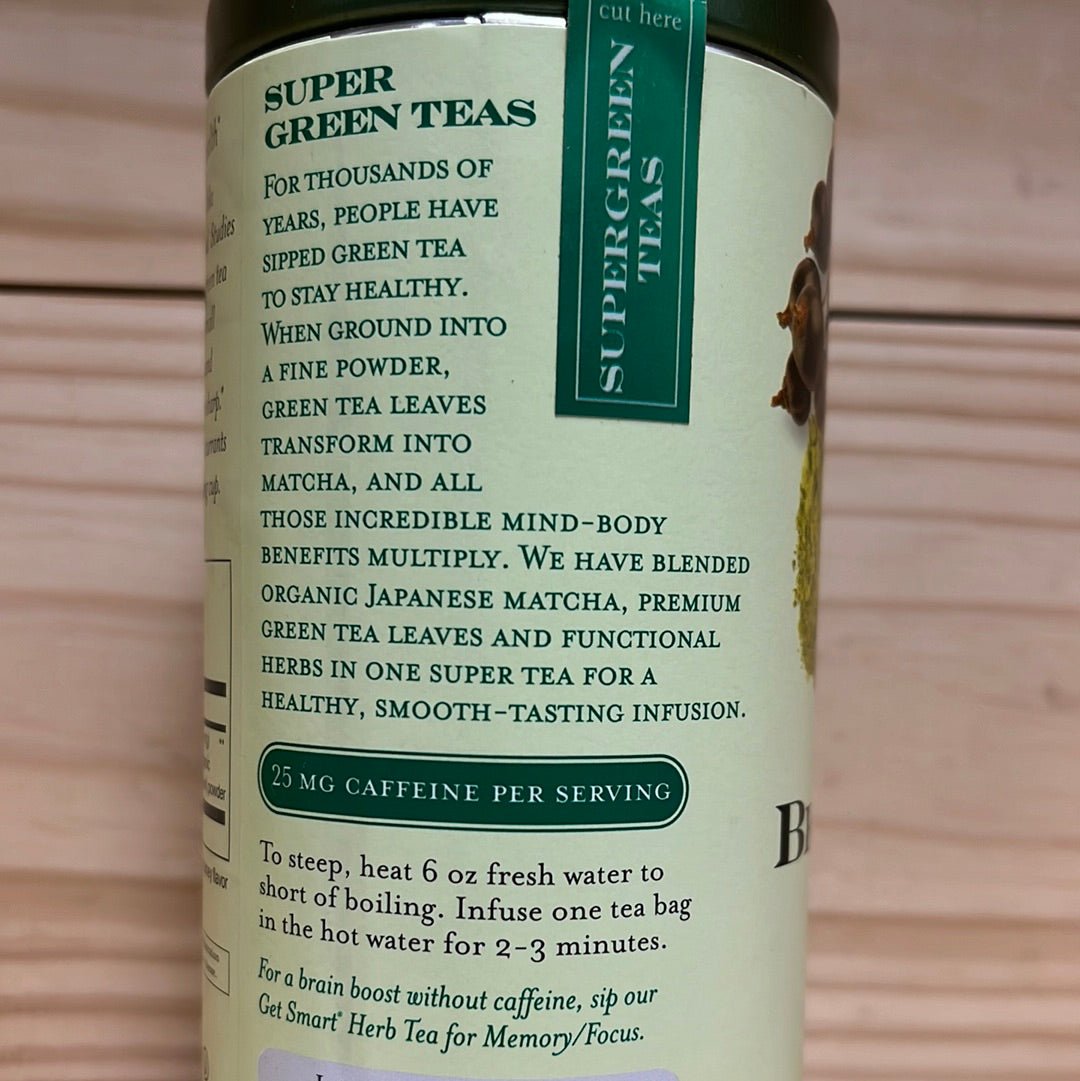 SUPER
GREEN TEAS
FOR THOUSANDS OF
YEARS, PEOPLE HAVE
SIPPED GREEN TEA
TO STAY HEALTHY.
WHEN GROUND INTO
A FINE POWDER,
GREEN TEA LEAVES
TRANSFORM INTO
MATCHA, AND ALL
THOSE INCREDIBLE MIND-BODY
BENEFITS MULTIPLY. WE HAVE BLENDED
ORGANIC JAPANESE MATCHA, PREMIUM
GREEN TEA LEAVES AND FUNCTIONAL
HERBS IN ONE SUPER TEA FOR A
HEALTHY, SMOOTH-TASTING INFUSION.
25 MG CAFFEINE PER SERVING
To steep, heat 6 oz fresh water to
short of boiling. Infuse one tea bag
in the hot water for 2-3 minutes.
For a brain boost without caffeine, sip our
Get Smart® Herb Tea for Memory/Focus.
cut here
SUPERGREEN
TEAS
Studies
tea
powder
flavor